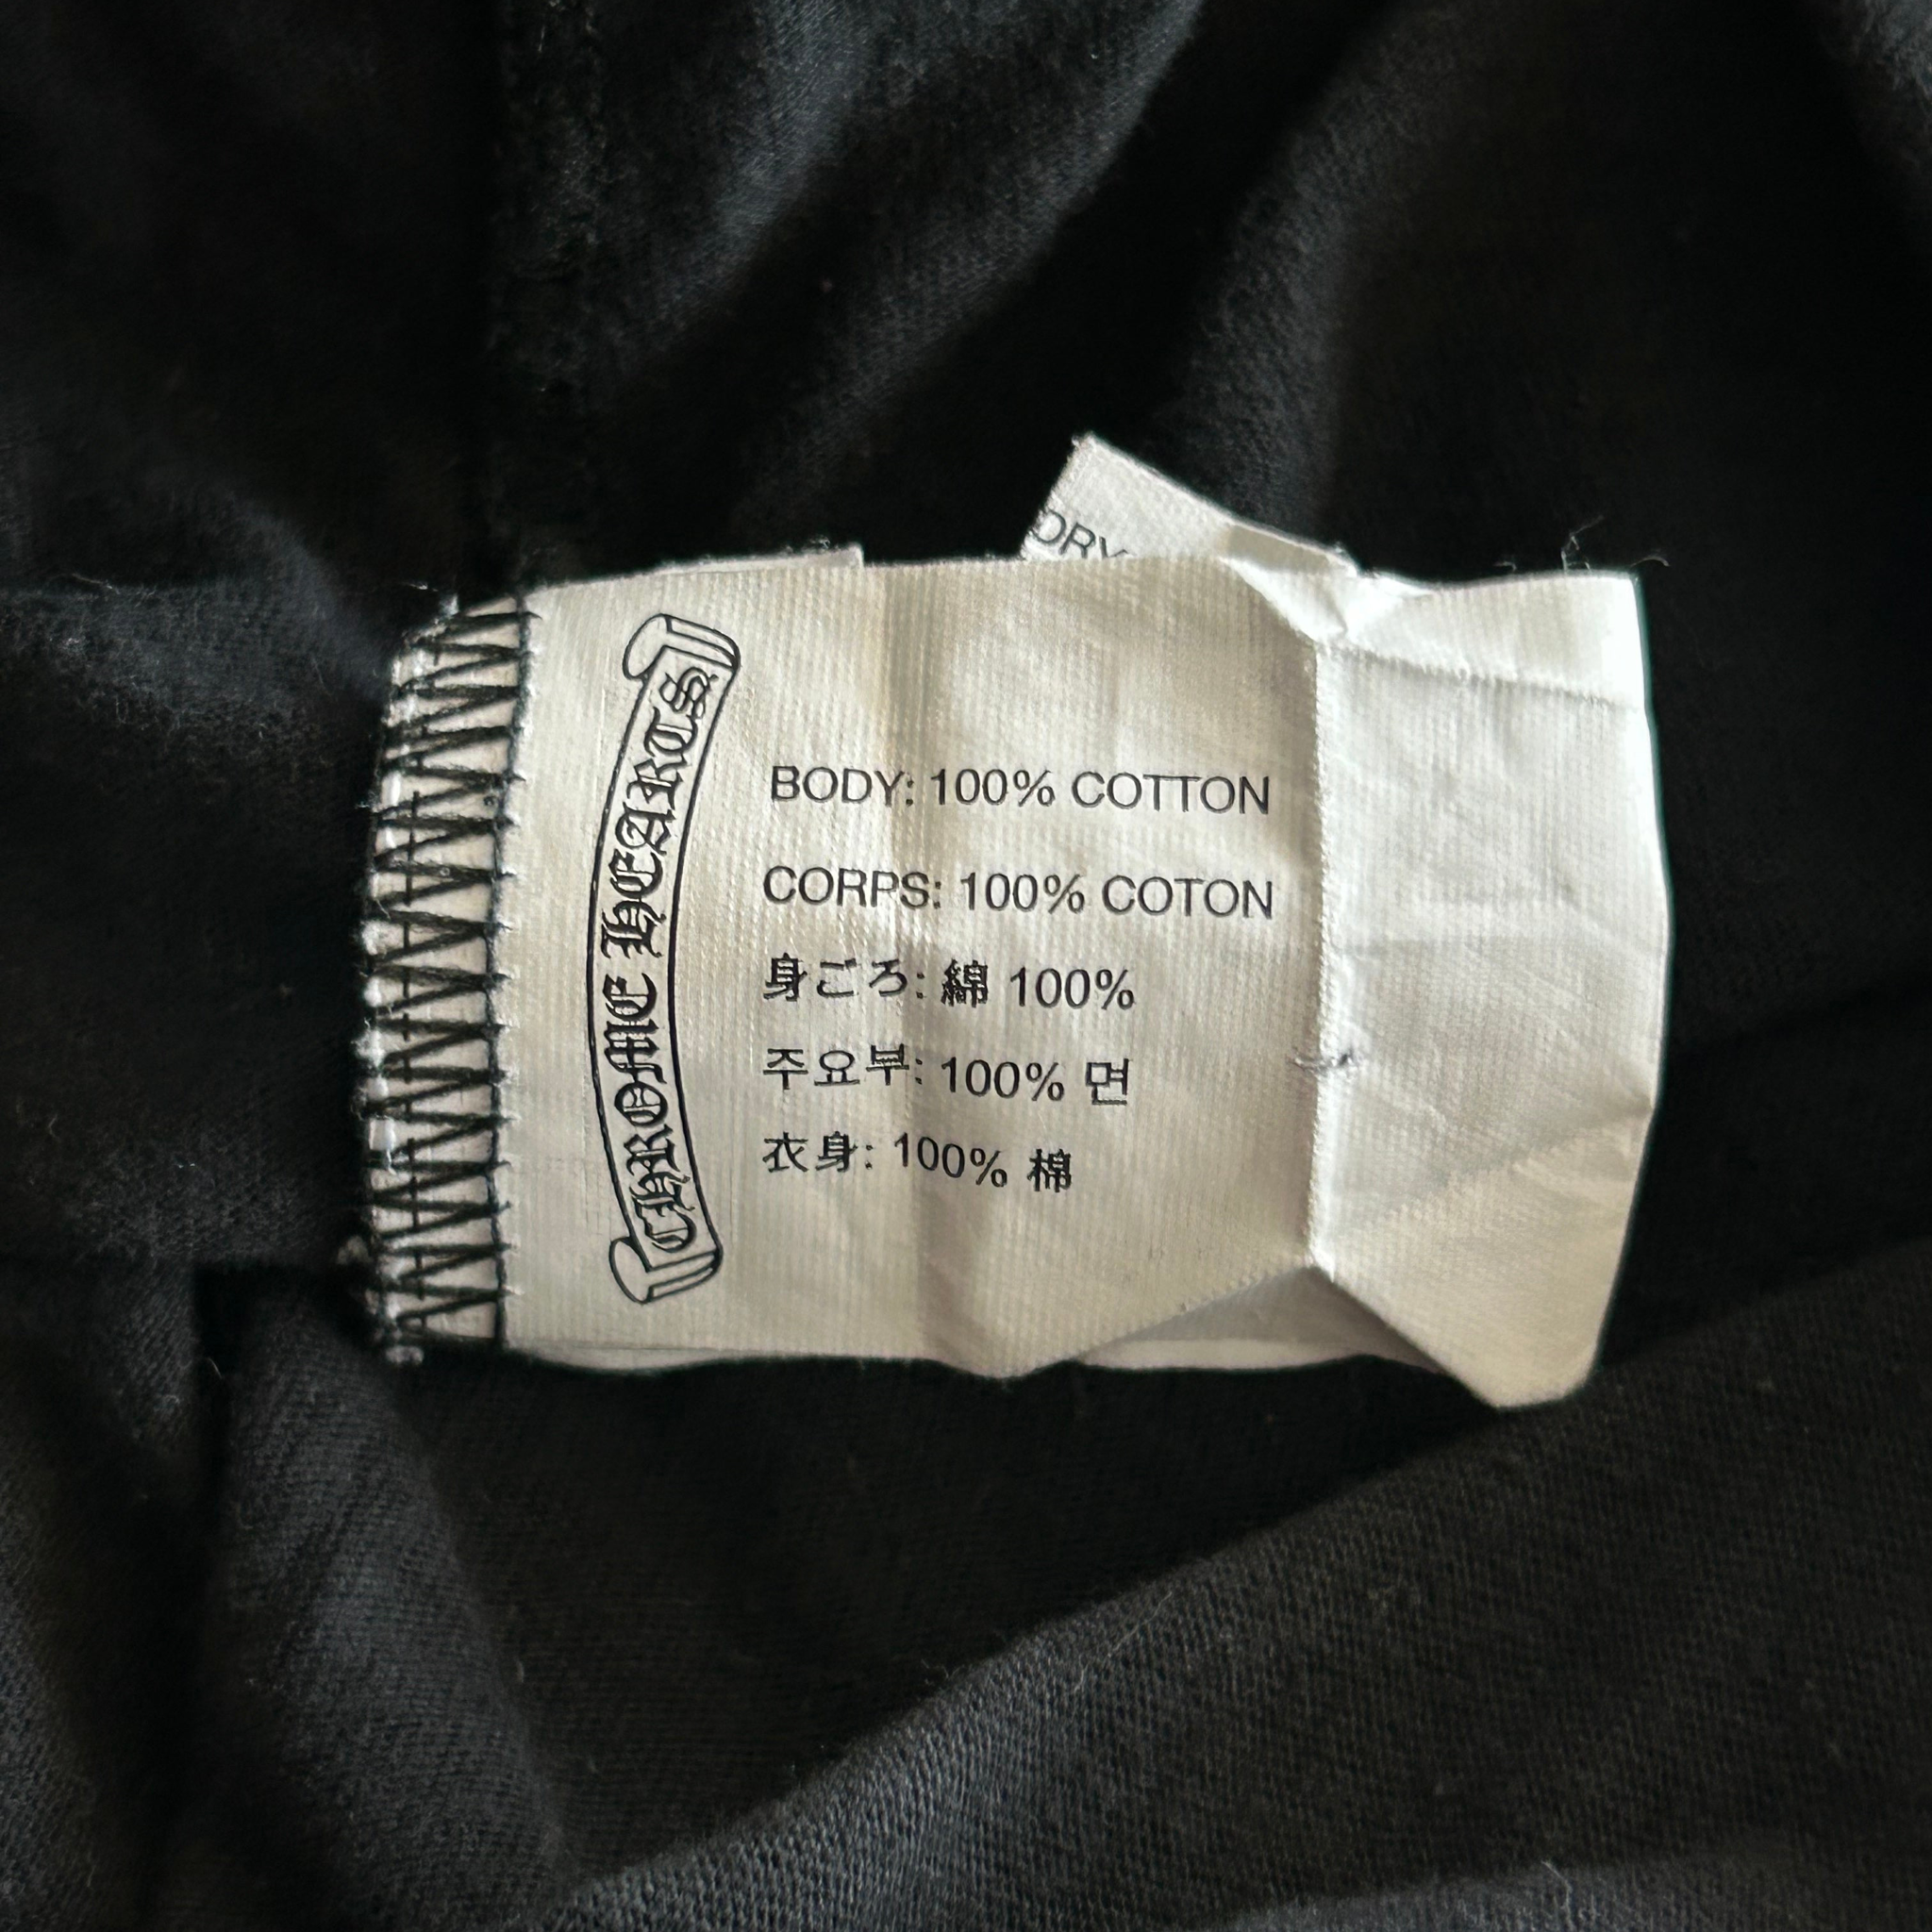 DRY
CHROME HEARTS
BODY: 100% COTTON
CORPS: 100% COTON
身ごろ: 綿 100%
주요부: 100% 면
衣身: 100% 棉